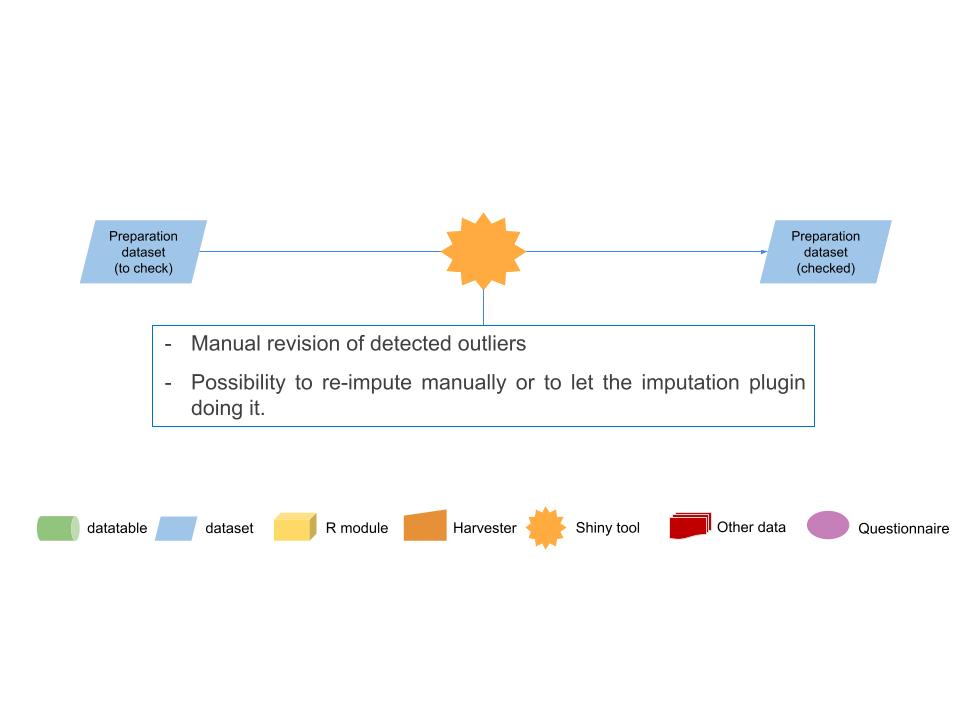 Preparation
dataset
(to check)
Preparation
dataset
(checked)
- Manual revision of detected outliers
- Possibility to re-impute manually or to let the imputation plugin
doing it.
datatable
dataset
R module
Harvester
Shiny tool
Other data
Questionnaire